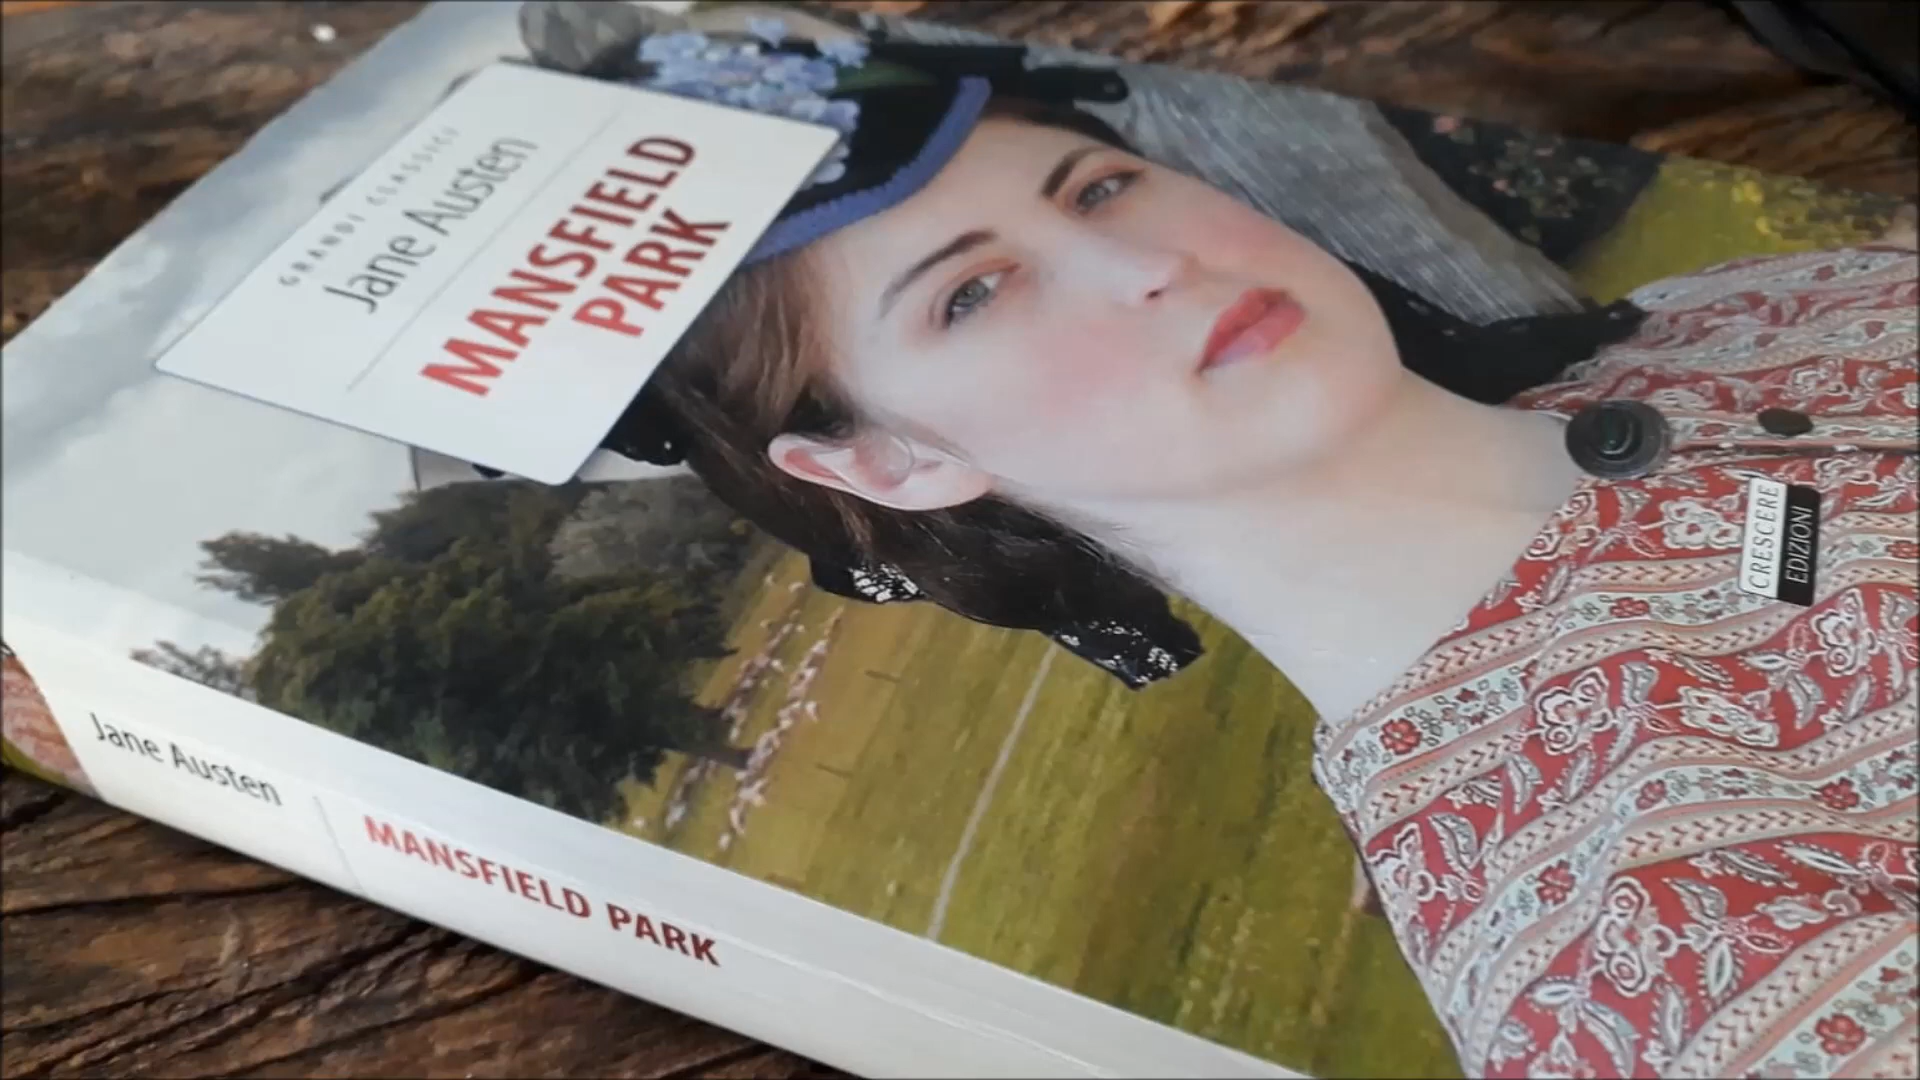 GRANDI CLASSICI
Jane Austen
MANSFIELD
PARK
CRESCERE
EDIZIONI
Jane Austen
MANSFIELD PARK